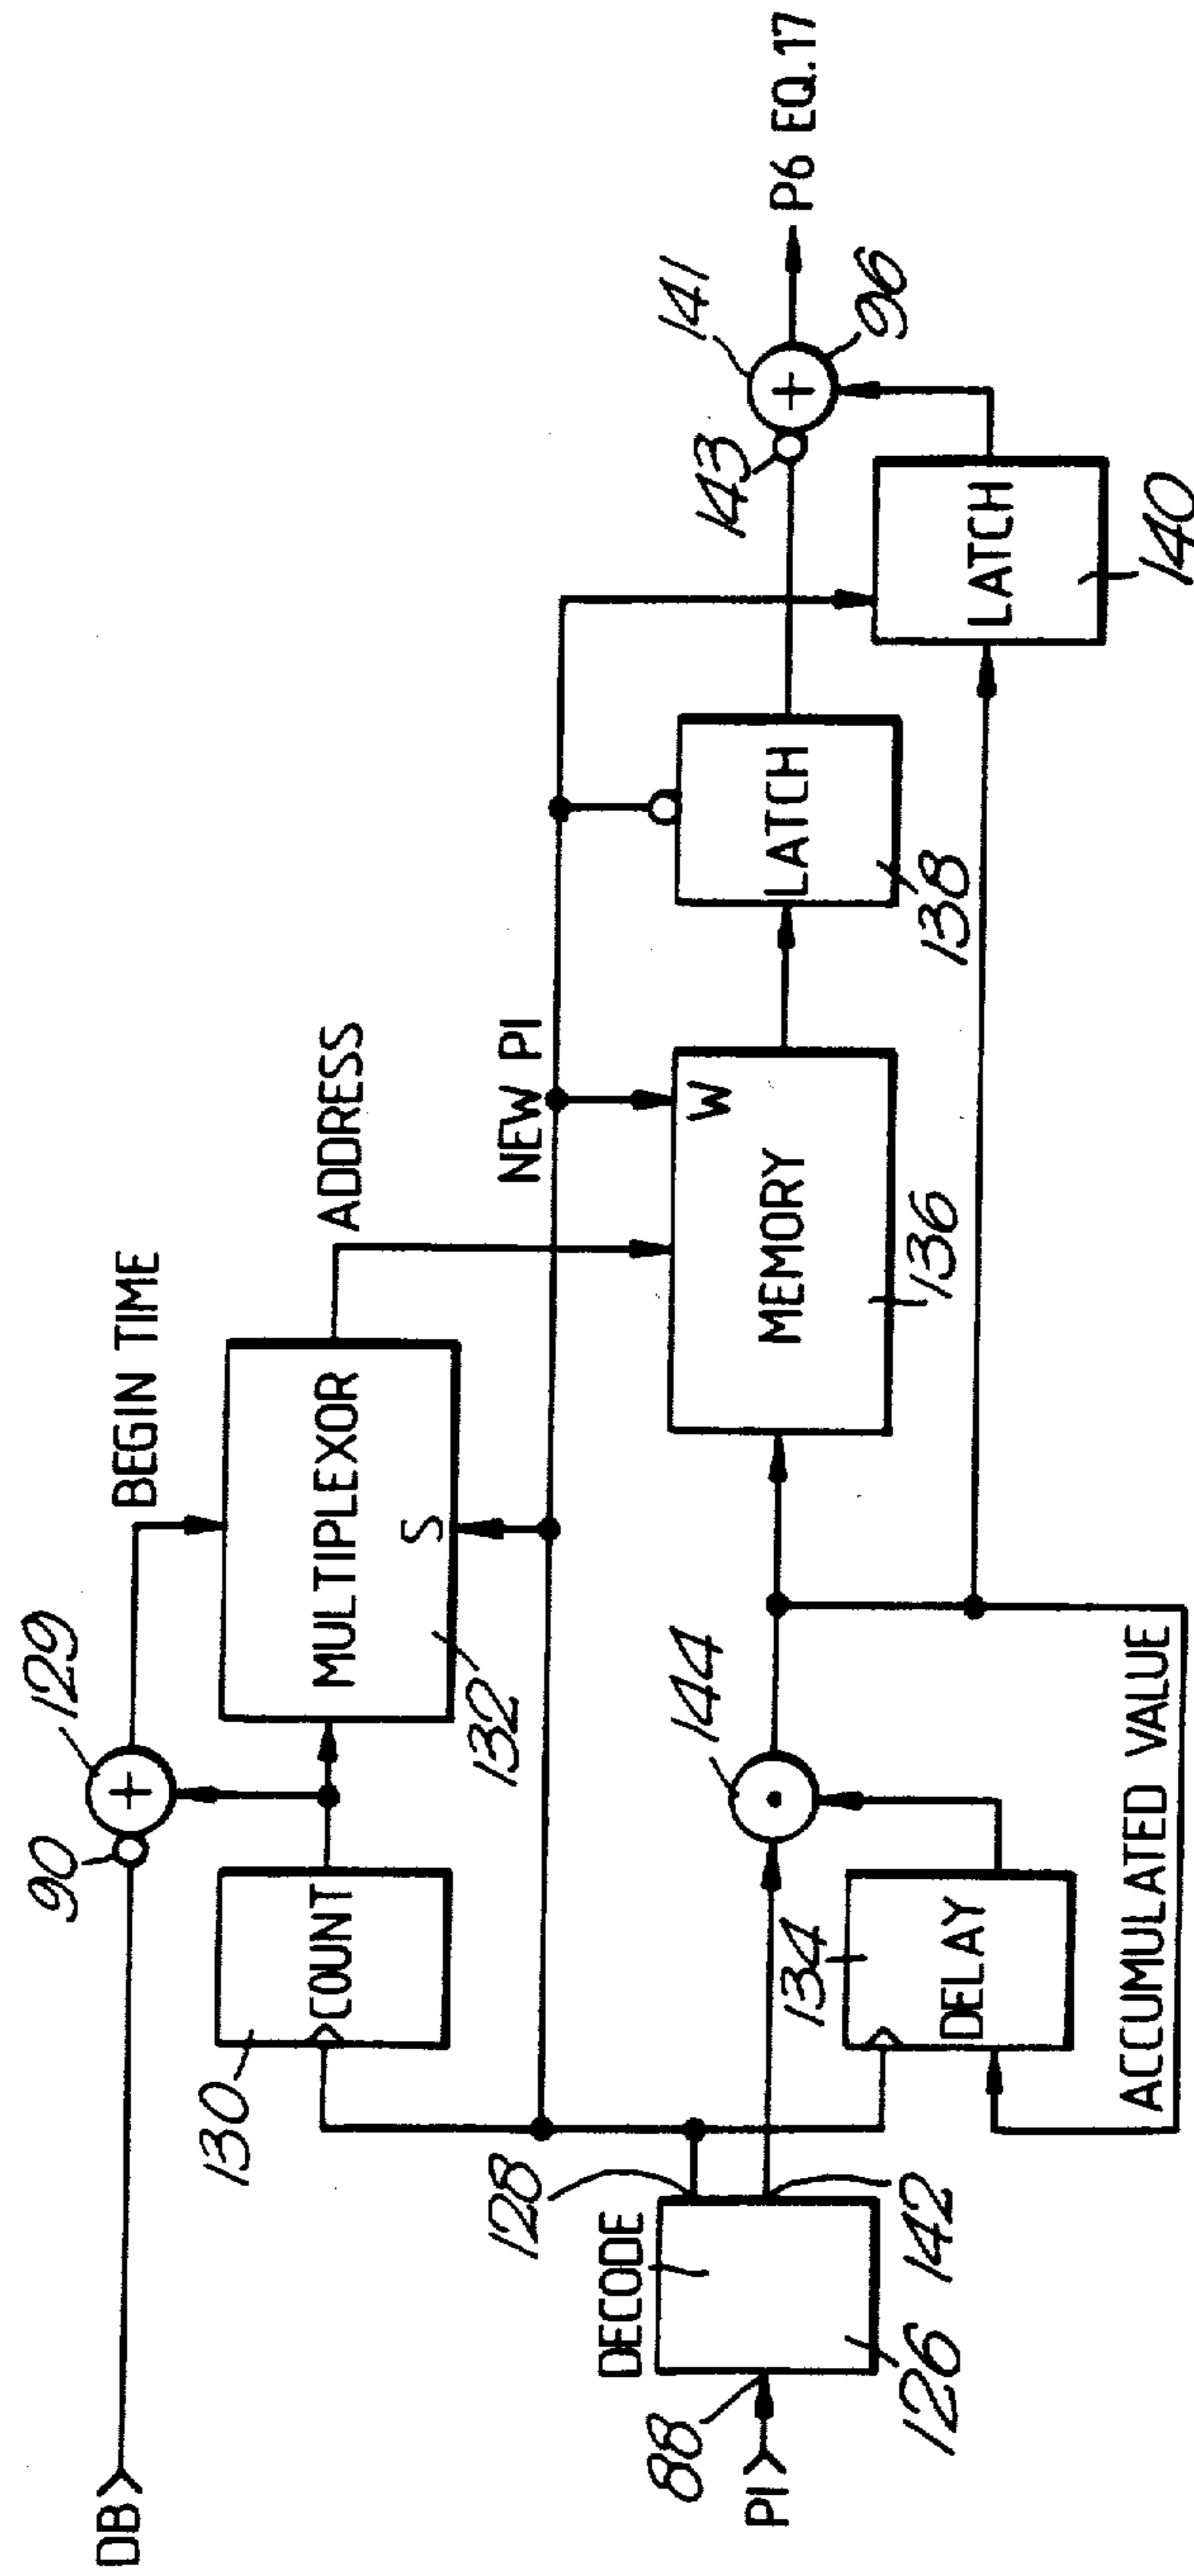 DB
90
129
BEGIN TIME
130
COUNT
MULTIPLEXOR
S
132
ADDRESS
NEW PI
128
DECODE
PI
88
126
142
144
134
DELAY
ACCUMULATED VALUE
MEMORY
W
136
LATCH
138
LATCH
140
143
141
+
96
+
P6 EQ.17